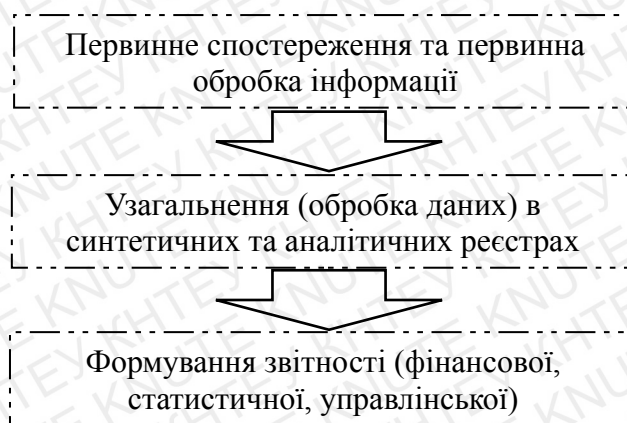 Первинне спостереження та первинна
обробка інформації
Узагальнення (обробка даних) в
синтетичних та аналітичних реєстрах
Формування звітності (фінансової,
статистичної, управлінської)